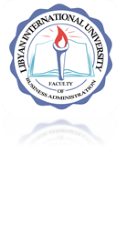 LIBYAN INTERNATIONAL UNIVERSITY
FACULTY
OF
BUSINESS ADMINISTRATION